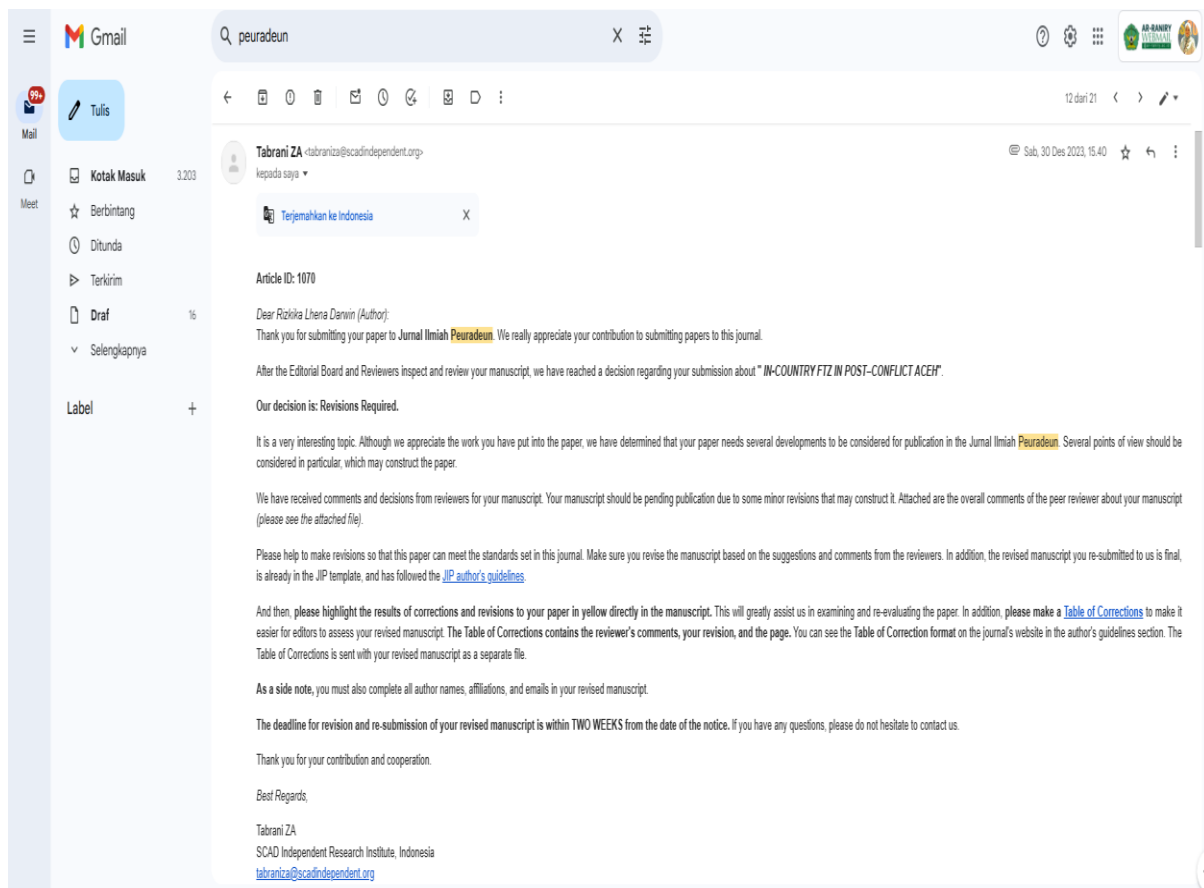 Gmail
peuradeun
AR-RANIRY
WEBMAIL
99+
Mail
Meet
Tulis
Kotak Masuk 3.203
Berbintang
Ditunda
Terkirim
Draf 16
Selengkapnya
Label
12 dari 21
Tabrani ZA <tabraniza@scadindependent.org>
Sab, 30 Des 2023, 15.40
kepada saya
Terjemahkan ke Indonesia X
Article ID: 1070
Dear Rizkika Lhena Darwin (Author):
Thank you for submitting your paper to Jurnal Ilmiah Peuradeun. We really appreciate your contribution to submitting papers to this journal.
After the Editorial Board and Reviewers inspect and review your manuscript, we have reached a decision regarding your submission about " IN-COUNTRY FTZ IN POST–CONFLICT ACEH".
Our decision is: Revisions Required.
It is a very interesting topic. Although we appreciate the work you have put into the paper, we have determined that your paper needs several developments to be considered for publication in the Jurnal Ilmiah Peuradeun. Several points of view should be
considered in particular, which may construct the paper.
We have received comments and decisions from reviewers for your manuscript. Your manuscript should be pending publication due to some minor revisions that may construct it. Attached are the overall comments of the peer reviewer about your manuscript
(please see the attached file).
Please help to make revisions so that this paper can meet the standards set in this journal. Make sure you revise the manuscript based on the suggestions and comments from the reviewers. In addition, the revised manuscript you re-submitted to us is final,
is already in the JIP template, and has followed the JIP author's guidelines.
And then, please highlight the results of corrections and revisions to your paper in yellow directly in the manuscript. This will greatly assist us in examining and re-evaluating the paper. In addition, please make a Table of Corrections to make it
easier for editors to assess your revised manuscript. The Table of Corrections contains the reviewer's comments, your revision, and the page. You can see the Table of Correction format on the journal's website in the author's guidelines section. The
Table of Corrections is sent with your revised manuscript as a separate file.
As a side note, you must also complete all author names, affiliations, and emails in your revised manuscript.
The deadline for revision and re-submission of your revised manuscript is within TWO WEEKS from the date of the notice. If you have any questions, please do not hesitate to contact us.
Thank you for your contribution and cooperation.
Best Regards,
Tabrani ZA
SCAD Independent Research Institute, Indonesia
tabraniza@scadindependent.org